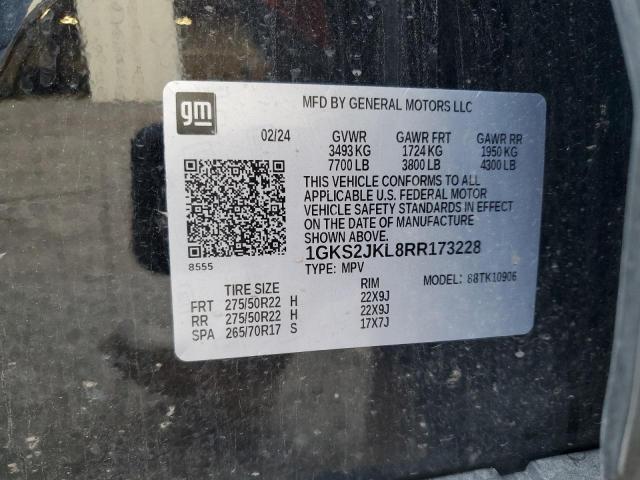 gm
MFD BY GENERAL MOTORS LLC
02/24 GVWR GAWR FRT GAWR RR
3493 KG 1724 KG 1950 KG
7700 LB 3800 LB 4300 LB
THIS VEHICLE CONFORMS TO ALL
APPLICABLE U.S. FEDERAL MOTOR
VEHICLE SAFETY STANDARDS IN EFFECT
ON THE DATE OF MANUFACTURE
SHOWN ABOVE.
1GKS2JKL8RR173228
8555
TYPE: MPV
MODEL: 88TK10906
TIRE SIZE RIM
FRT 275/50R22 H 22X9J
RR 275/50R22 H 22X9J
SPA 265/70R17 S 17X7J